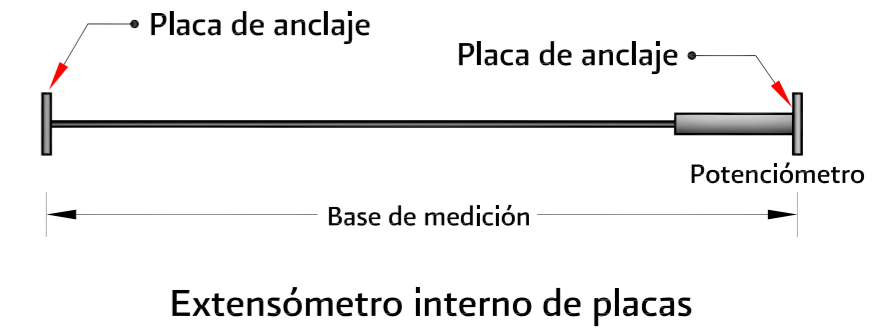 Placa de anclaje
Placa de anclaje
Potenciómetro
Base de medición
Extensómetro interno de placas